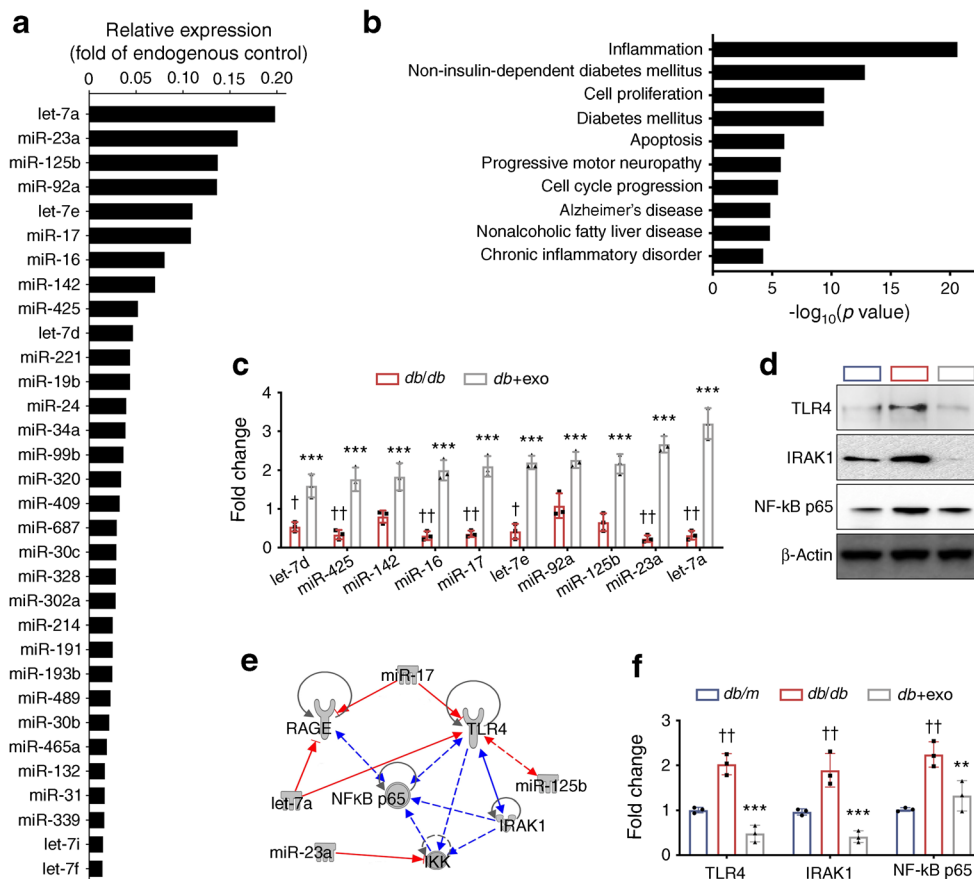 a
Relative expression
(fold of endogenous control)
0 0.05 0.10 0.15 0.20
let-7a
miR-23a
miR-125b
miR-92a
let-7e
miR-17
miR-16
miR-142
miR-425
let-7d
miR-221
miR-19b
miR-24
miR-34a
miR-99b
miR-320
miR-409
miR-687
miR-30c
miR-328
miR-302a
miR-214
miR-191
miR-193b
miR-489
miR-30b
miR-465a
miR-132
miR-31
miR-339
let-7i
let-7f
b
Inflammation
Non-insulin-dependent diabetes mellitus
Cell proliferation
Diabetes mellitus
Apoptosis
Progressive motor neuropathy
Cell cycle progression
Alzheimer's disease
Nonalcoholic fatty liver disease
Chronic inflammatory disorder
0 5 10 15 20
-log10(p value)
c
db/db db+exo
Fold change
4
3
2
1
0
*** *** *** *** *** *** *** *** *** ***
† †† †† †† † †† ††
let-7d miR-425 miR-142 miR-16 miR-17 let-7e miR-92a miR-125b miR-23a let-7a
d
TLR4
IRAK1
NF-kB p65
β-Actin
e
miR-17
RAGE
TLR4
let-7a
NFκB p65
miR-125b
IRAK1
miR-23a
IKK
f
db/m db/db db+exo
Fold change
3
2
1
0
†† †† ††
*** *** **
TLR4 IRAK1 NF-kB p65